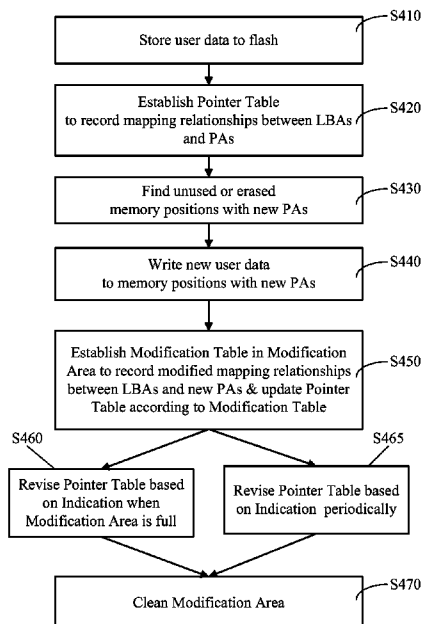 S410
Store user data to flash
S420
Establish Pointer Table
to record mapping relationships between LBAs
and PAs
S430
Find unused or erased
memory positions with new PAs
S440
Write new user data
to memory positions with new PAs
S450
Establish Modification Table in Modification
Area to record modified mapping relationships
between LBAs and new PAs & update Pointer
Table according to Modification Table
S460
Revise Pointer Table based
on Indication when
Modification Area is full
S465
Revise Pointer Table based
on Indication periodically
S470
Clean Modification Area